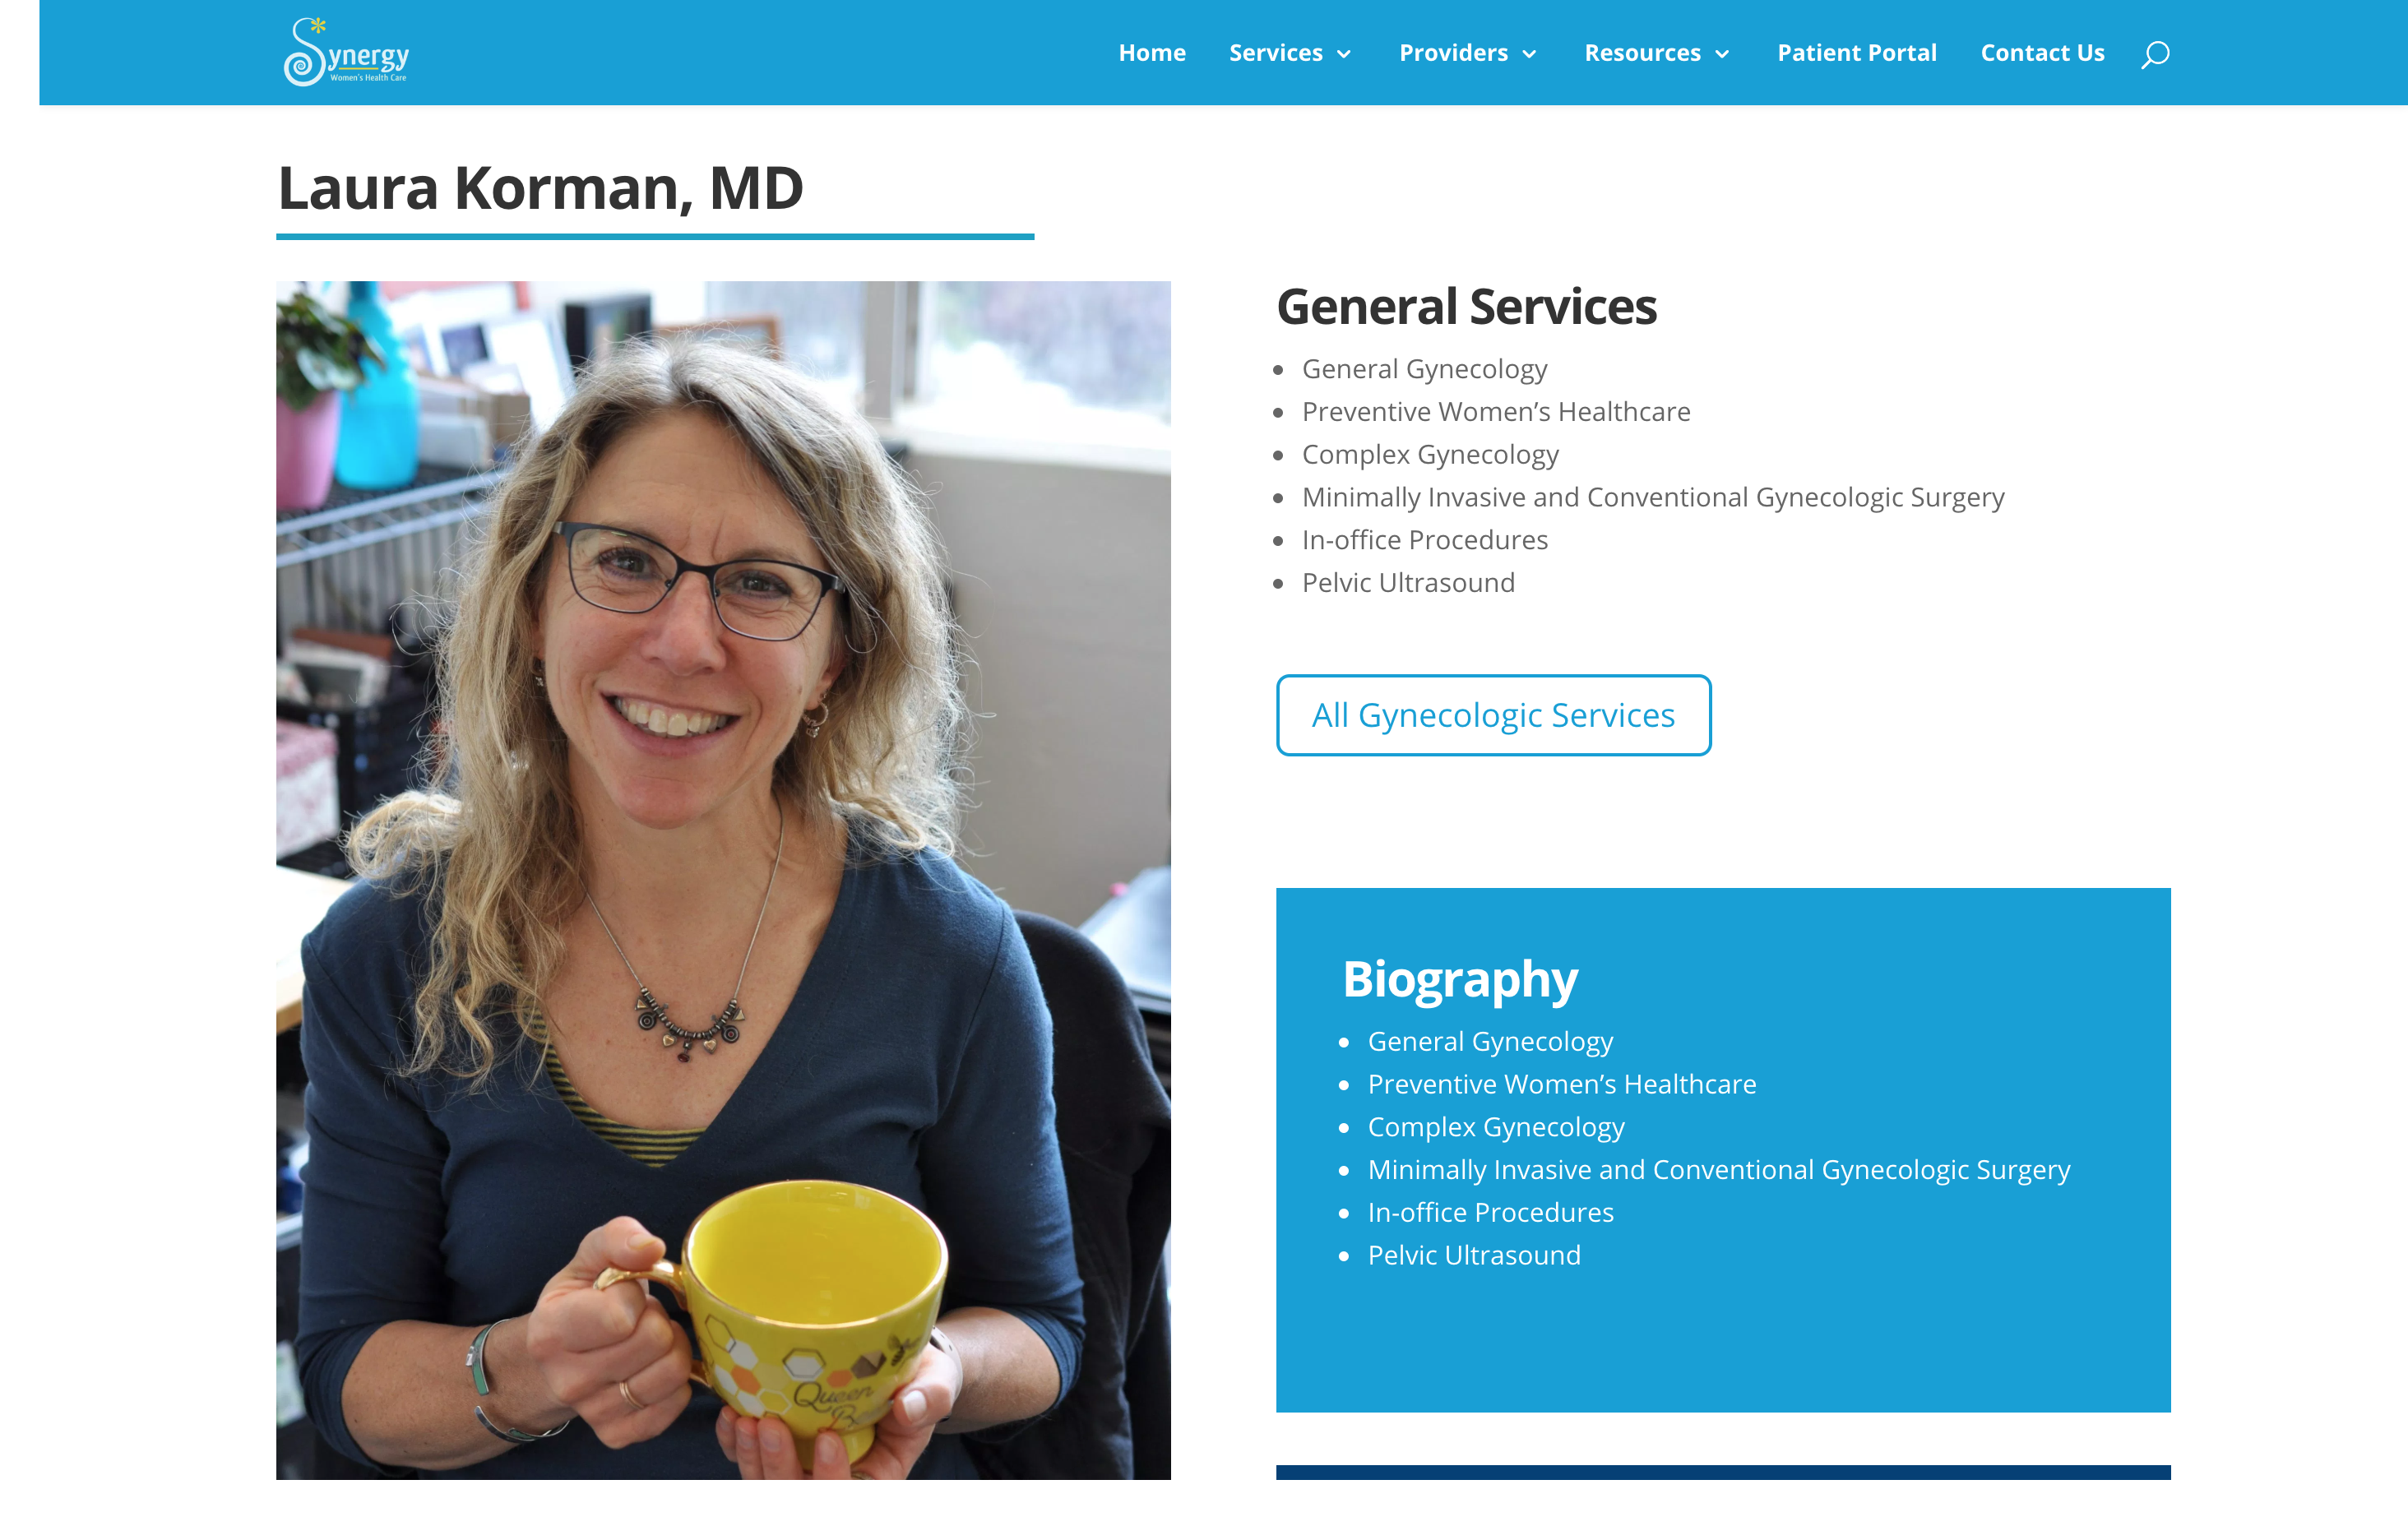 Synergy
Women's Health Care
Home Services Providers Resources Patient Portal Contact Us
Laura Korman, MD
General Services
General Gynecology
Preventive Women’s Healthcare
Complex Gynecology
Minimally Invasive and Conventional Gynecologic Surgery
In-office Procedures
Pelvic Ultrasound
All Gynecologic Services
Biography
General Gynecology
Preventive Women’s Healthcare
Complex Gynecology
Minimally Invasive and Conventional Gynecologic Surgery
In-office Procedures
Pelvic Ultrasound
Queen
Bee